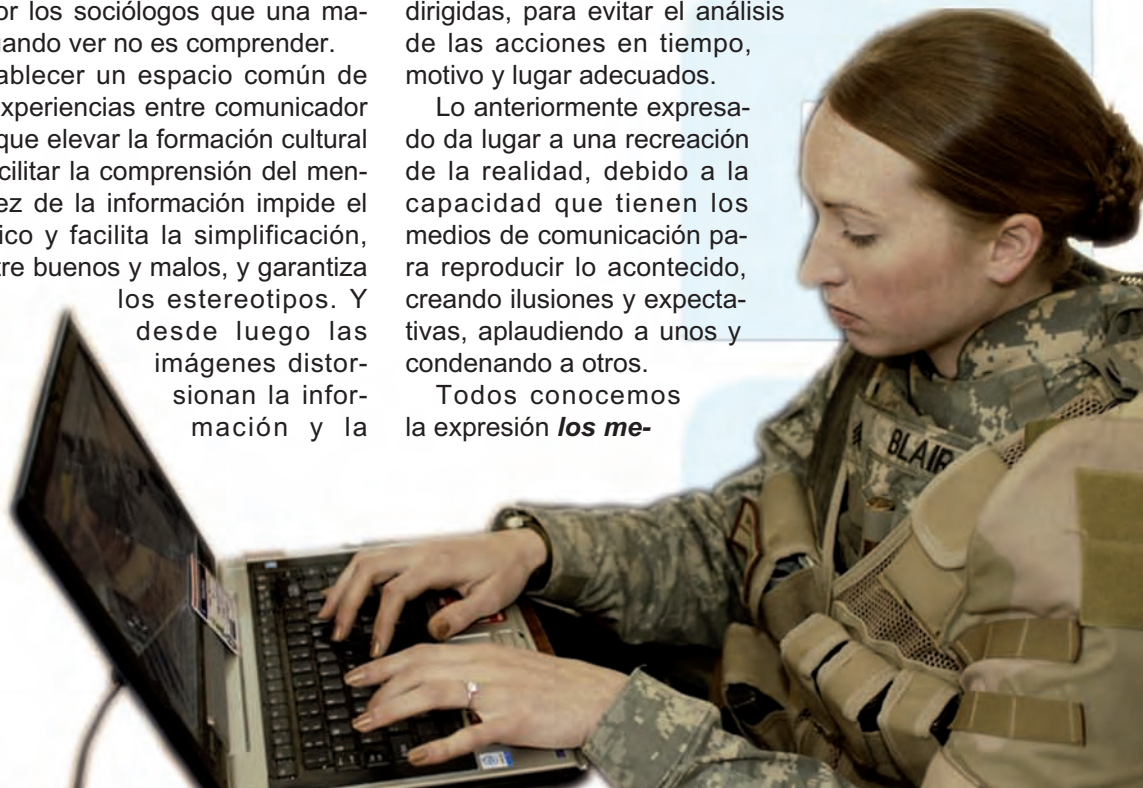 or los sociólogos que una ma-
uando ver no es comprender.
ablecer un espacio común de
xperiencias entre comunicador
que elevar la formación cultural
cilitar la comprensión del men-
ez de la información impide el
ico y facilita la simplificación,
tre buenos y malos, y garantiza
los estereotipos. Y
desde luego las
imágenes distor-
sionan la infor-
mación y la
dirigidas, para evitar el análisis
de las acciones en tiempo,
motivo y lugar adecuados.
Lo anteriormente expresa-
do da lugar a una recreación
de la realidad, debido a la
capacidad que tienen los
medios de comunicación pa-
ra reproducir lo acontecido,
creando ilusiones y expecta-
tivas, aplaudiendo a unos y
condenando a otros.
Todos conocemos
la expresión los me-
BLAIR